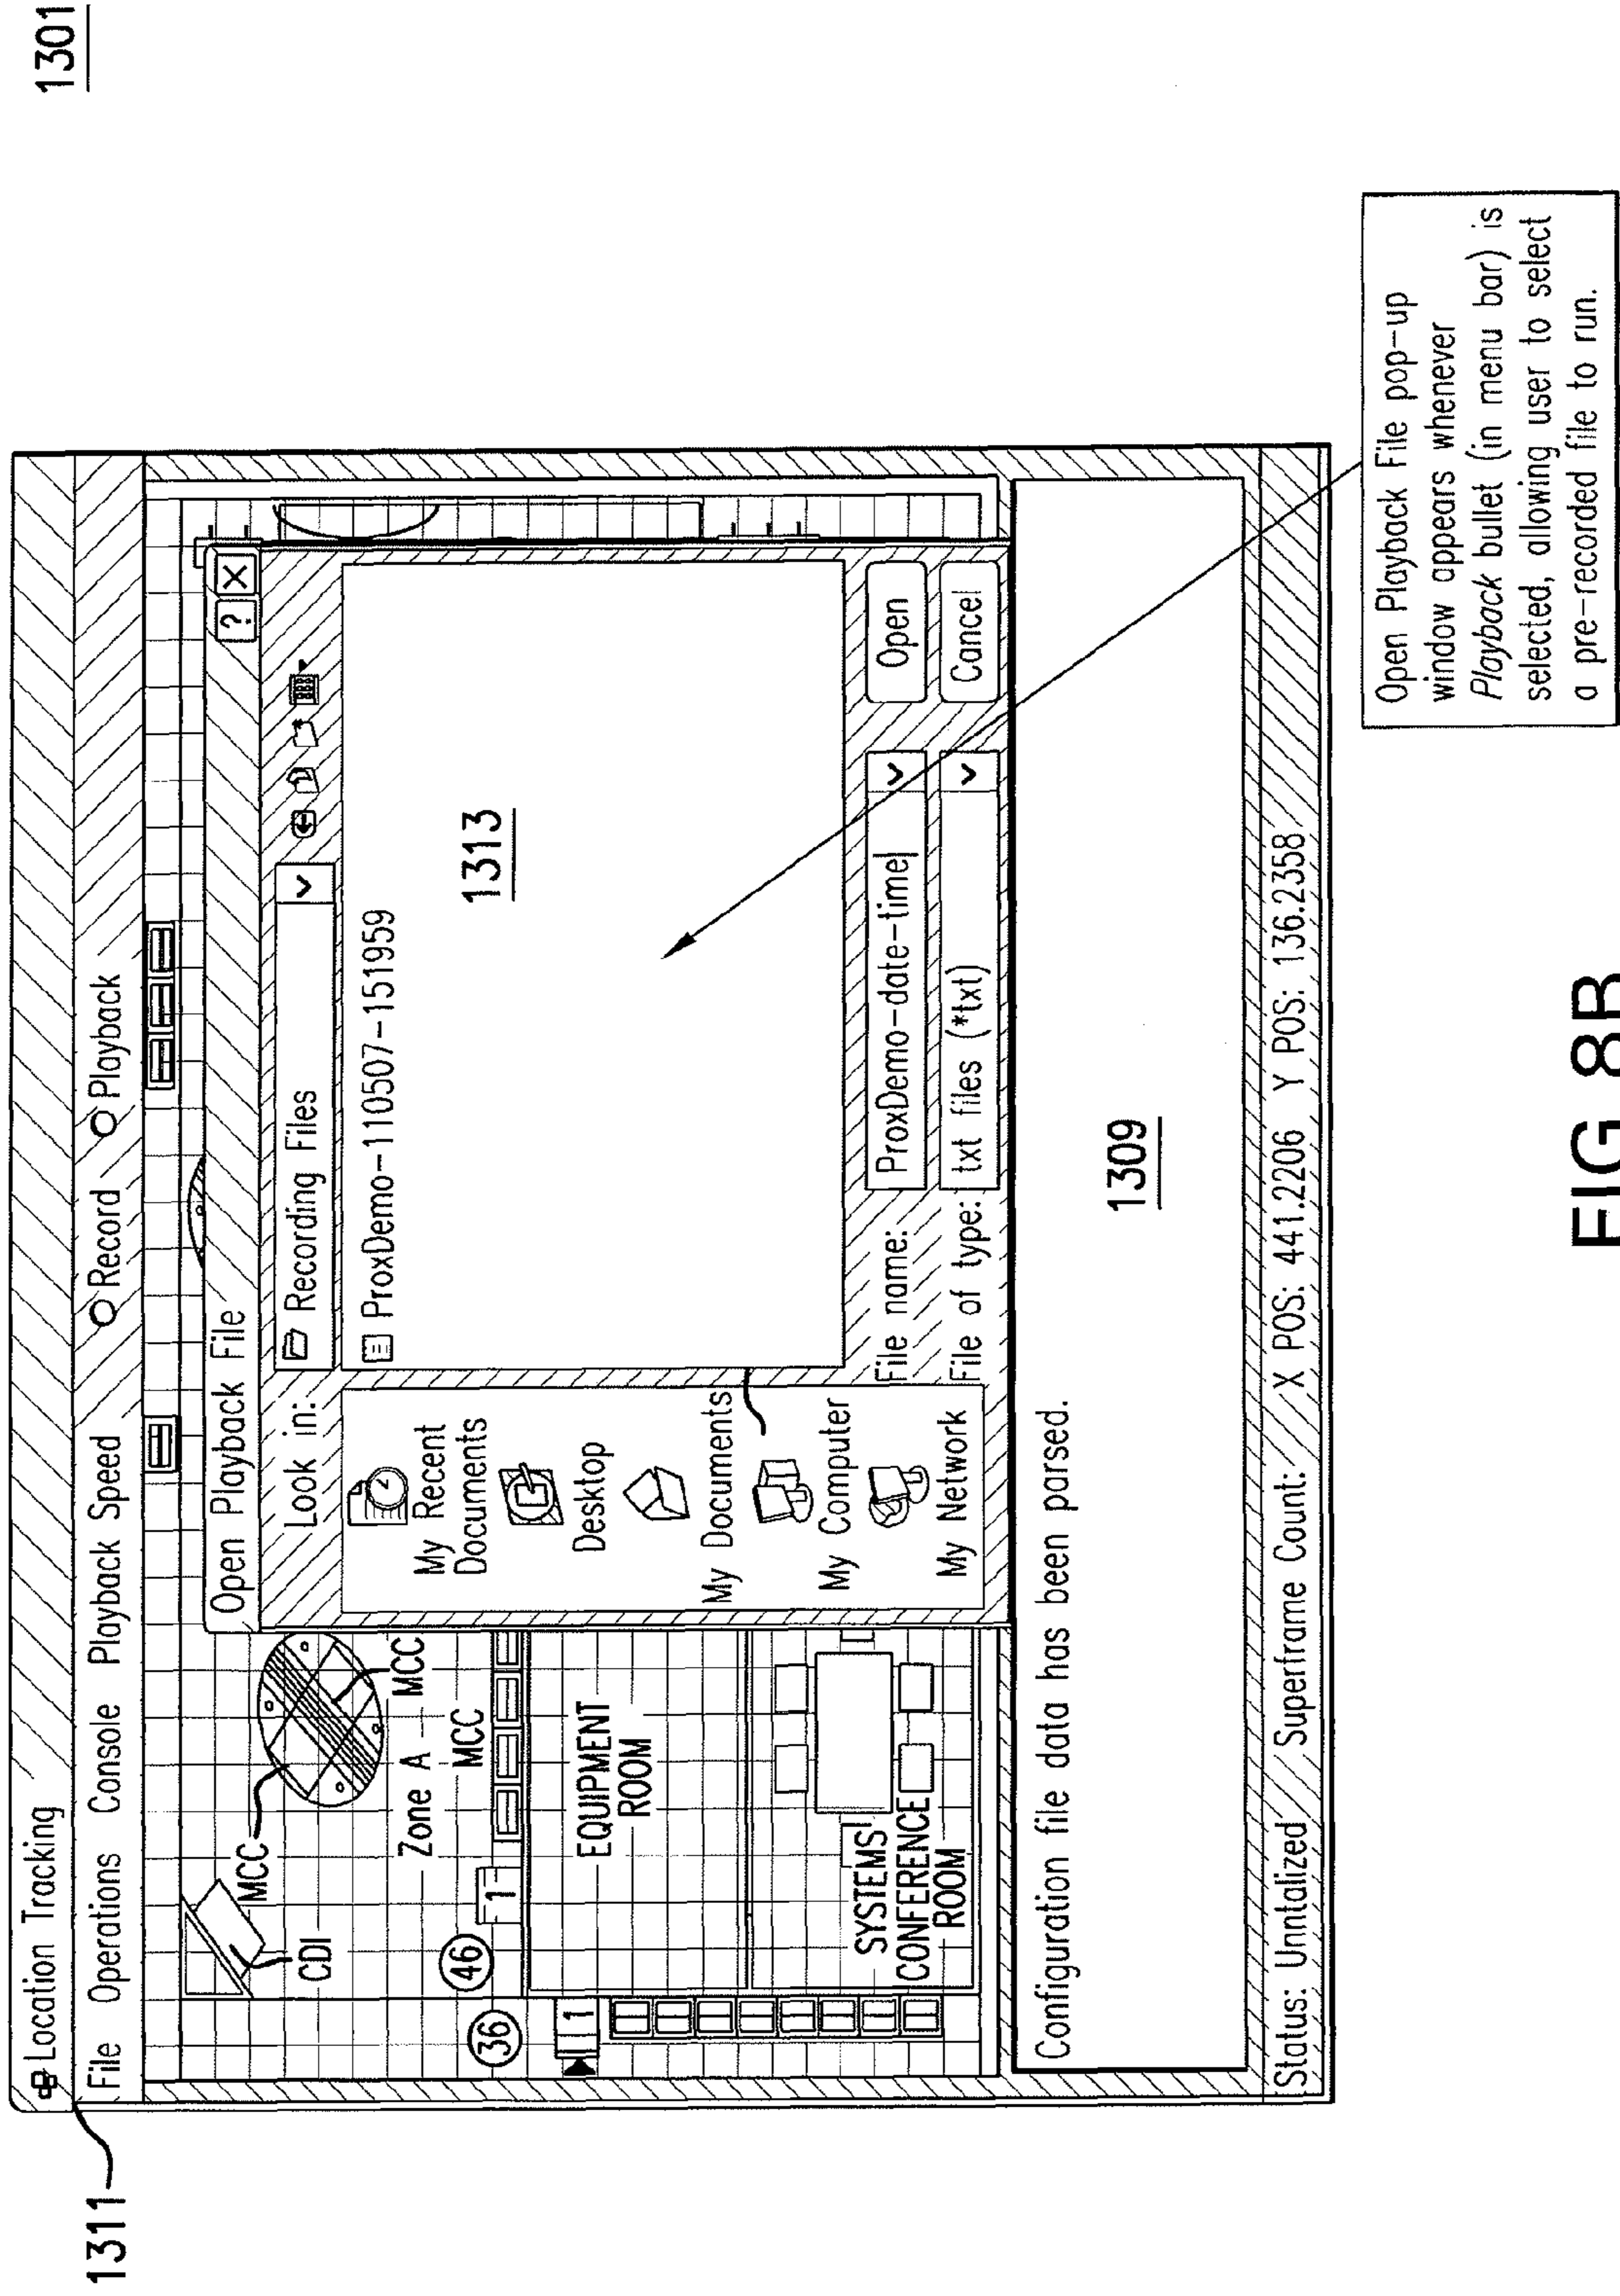 1301
1311
Location Tracking
File Operations Console Playback Speed Record Playback
Open Playback File ? X
Look in: Recording Files
My Recent
Documents
Desktop
My Documents
My Computer
My Network
ProxDemo-110507-151959
1313
File name: ProxDemo-date-time Open
File of type: txt files (*txt) Cancel
CDI
MCC
MCC
Zone A
MCC
46
36
1
1
EQUIPMENT
ROOM
SYSTEMS
CONFERENCE
ROOM
Configuration file data has been parsed.
1309
Status: Unntalized Superframe Count: X POS: 441.2206 Y POS: 136.2358
Open Playback File pop-up
window appears whenever
Playback bullet (in menu bar) is
selected, allowing user to select
a pre-recorded file to run.
FIG 8B